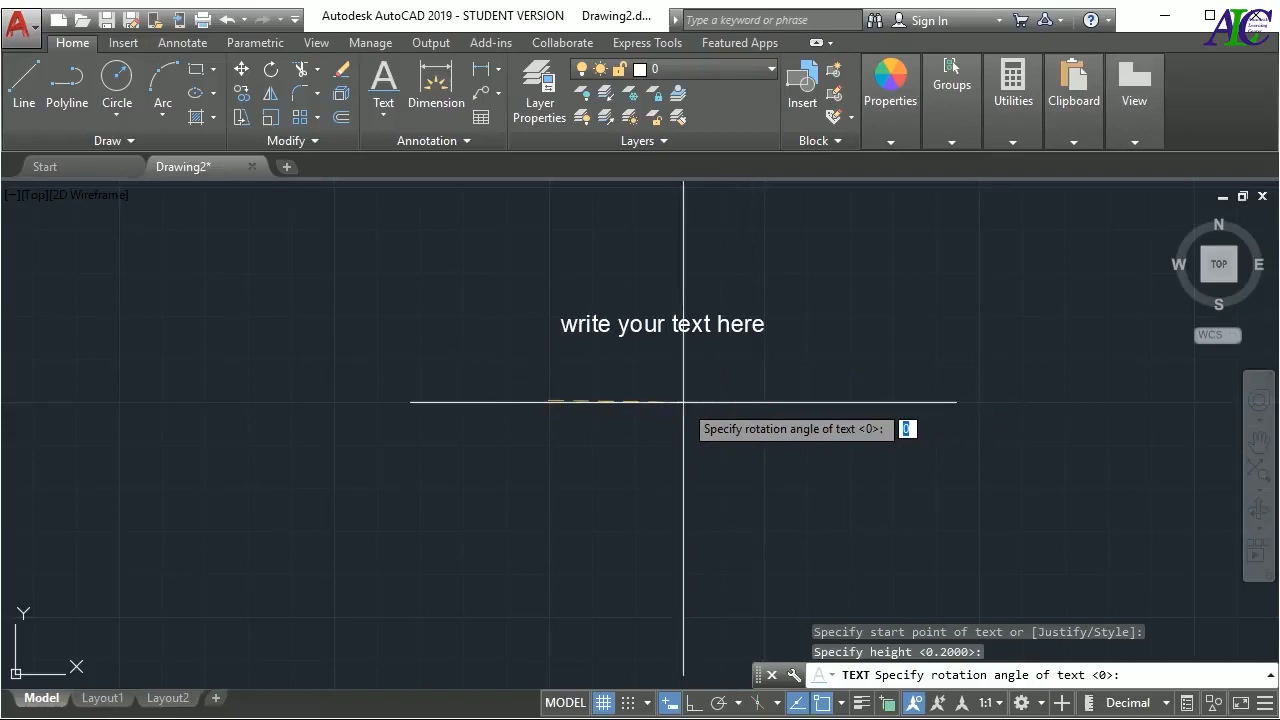 Autodesk AutoCAD 2019 - STUDENT VERSION Drawing2.d...
Type a keyword or phrase
Sign In
AIC
Home Insert Annotate Parametric View Manage Output Add-ins Collaborate Express Tools Featured Apps
0
Line Polyline Circle Arc Text Dimension Layer Properties Insert Properties Groups Utilities Clipboard View
Draw Modify Annotation Layers Block
Start Drawing2*
[−][Top][2D Wireframe]
N
W TOP E
S
WCS
write your text here
Specify rotation angle of text <0>: 0
Y
X
Specify start point of text or [Justify/Style]:
Specify height <0.2000>:
TEXT Specify rotation angle of text <0>:
Model Layout1 Layout2
MODEL 1:1 Decimal